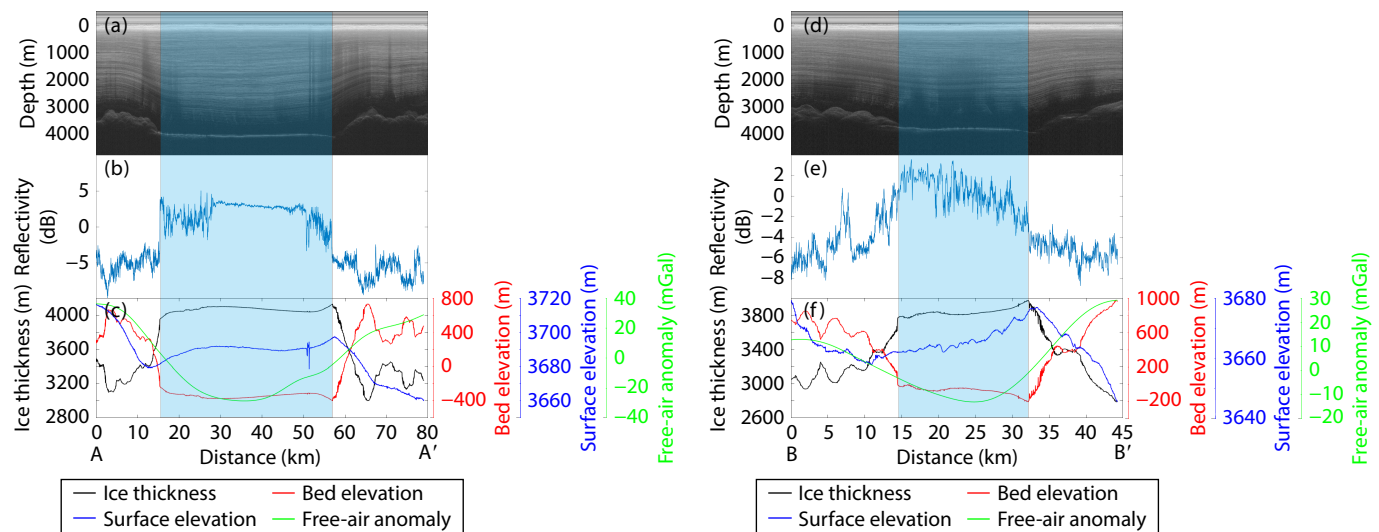 (a)
0
1000
2000
3000
4000
Depth (m)
(b)
5
0
−5
Reflectivity
(dB)
(c)
4000
3600
3200
2800
Ice thickness (m)
800
400
0
−400
Bed elevation (m)
3720
3700
3680
3660
Surface elevation (m)
40
20
0
−20
−40
Free-air anomaly (mGal)
0 10 20 30 40 50 60 70 80
A Distance (km) A′
Ice thickness Bed elevation
Surface elevation Free-air anomaly
(d)
0
1000
2000
3000
4000
Depth (m)
(e)
2
0
−2
−4
−6
−8
Reflectivity
(dB)
(f)
3800
3400
3000
2600
Ice thickness (m)
1000
600
200
−200
Bed elevation (m)
3680
3660
3640
Surface elevation (m)
30
20
10
0
−10
−20
Free-air anomaly (mGal)
0 5 10 15 20 25 30 35 40 45
B Distance (km) B′
Ice thickness Bed elevation
Surface elevation Free-air anomaly